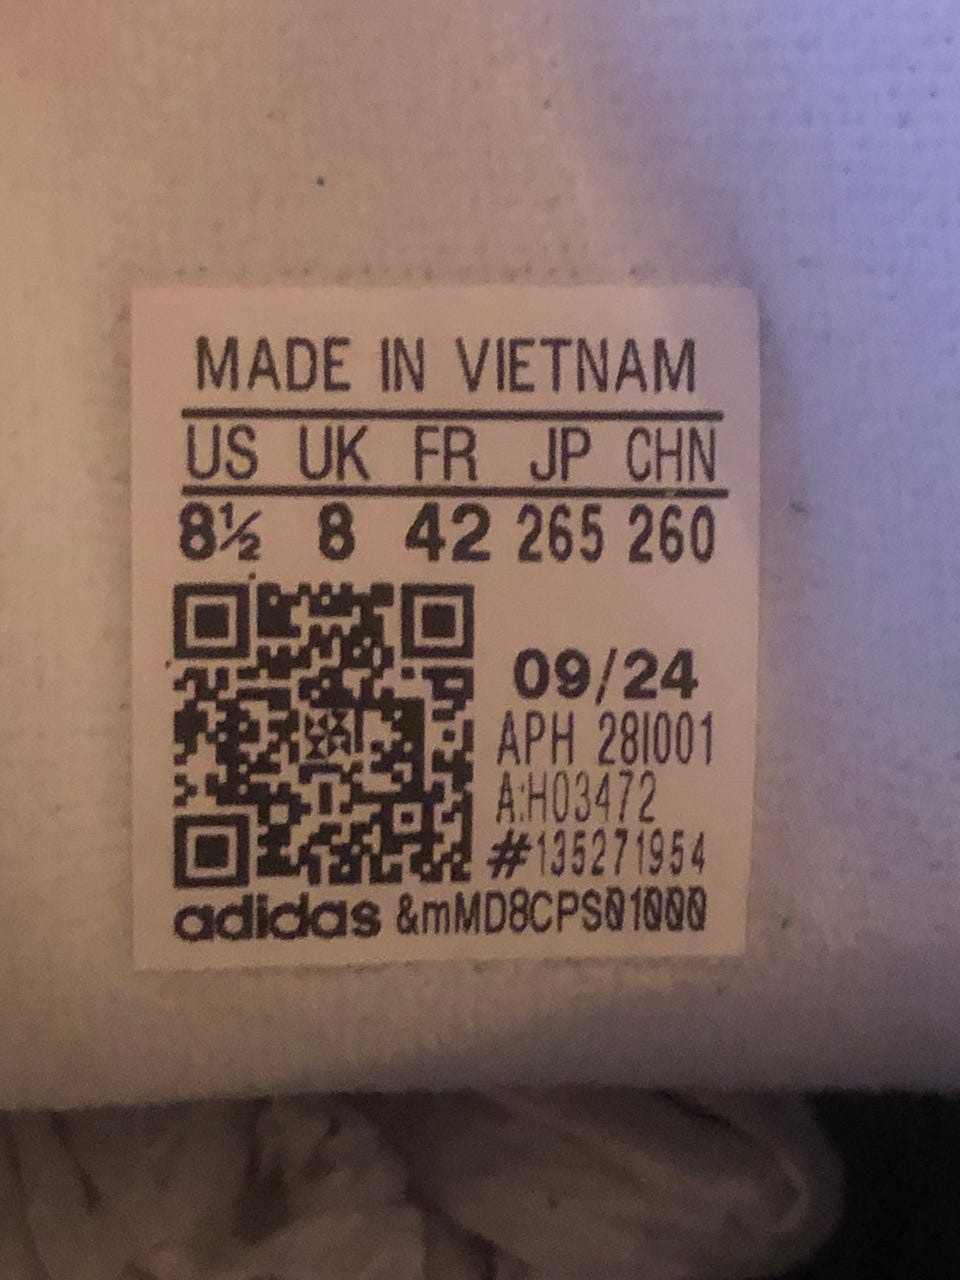 MADE IN VIETNAM
US UK FR JP CHN
8½ 8 42 265 260
09/24
APH 28I001
A:H03472
#135271954
adidas &mMD8CPS01000